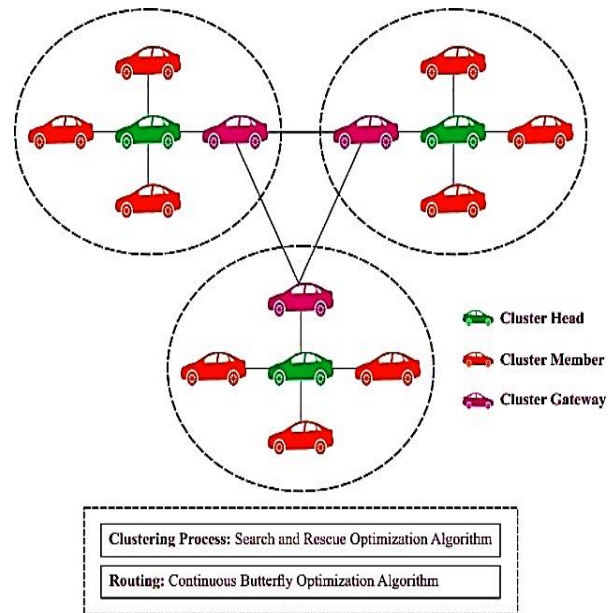 Cluster Head
Cluster Member
Cluster Gateway
Clustering Process: Search and Rescue Optimization Algorithm
Routing: Continuous Butterfly Optimization Algorithm